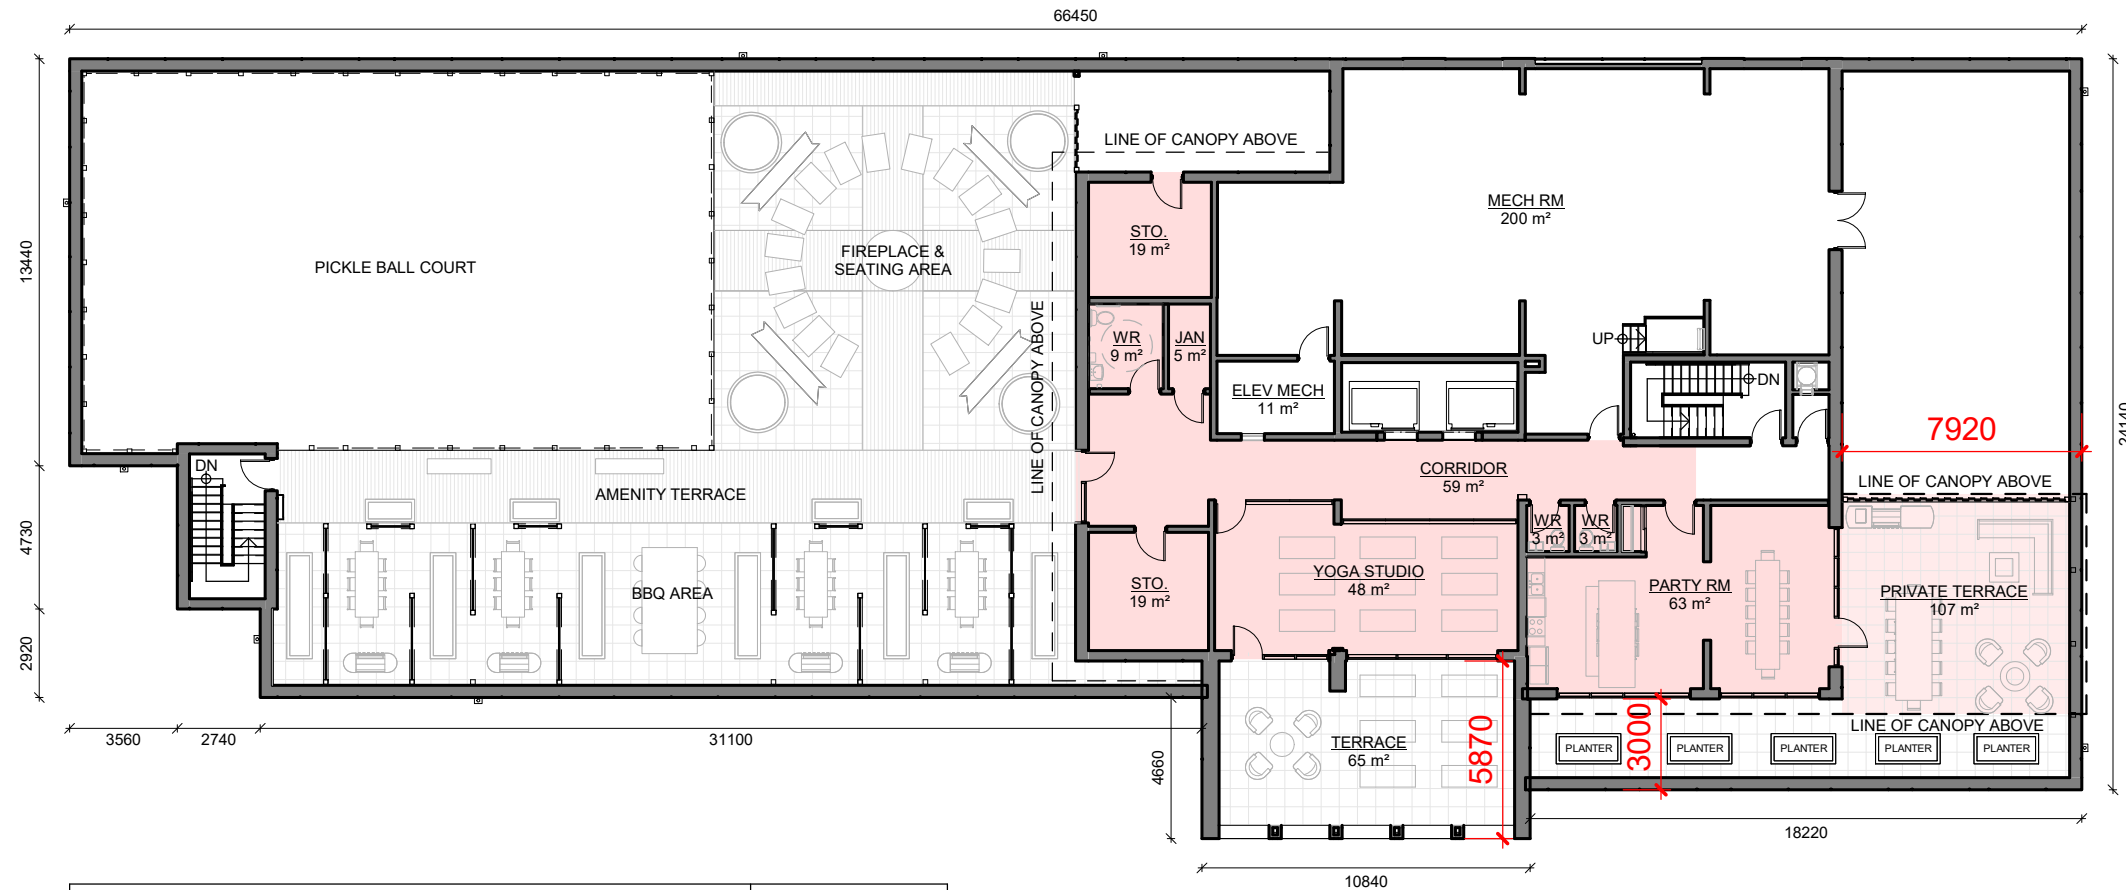 66450
LINE OF CANOPY ABOVE
MECH RM
200 m²
STO.
19 m²
13440
PICKLE BALL COURT
FIREPLACE &
SEATING AREA
LINE OF CANOPY ABOVE
WR
9 m²
JAN
5 m²
UP
ELEV MECH
11 m²
DN
7920
24140
DN
AMENITY TERRACE
CORRIDOR
59 m²
LINE OF CANOPY ABOVE
4730
WR
3 m²
WR
3 m²
BBQ AREA
STO.
19 m²
YOGA STUDIO
48 m²
PARTY RM
63 m²
PRIVATE TERRACE
107 m²
2920
3560
2740
31100
4660
TERRACE
65 m²
5870
3000
LINE OF CANOPY ABOVE
PLANTER
PLANTER
PLANTER
PLANTER
PLANTER
18220
10840